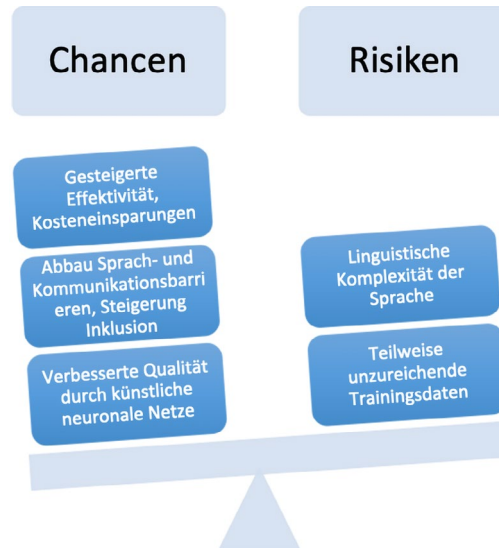 Chancen
Risiken
Gesteigerte
Effektivität,
Kosteneinsparungen
Abbau Sprach- und
Kommunikationsbarri
eren, Steigerung
Inklusion
Verbesserte Qualität
durch künstliche
neuronale Netze
Linguistische
Komplexität der
Sprache
Teilweise
unzureichende
Trainingsdaten